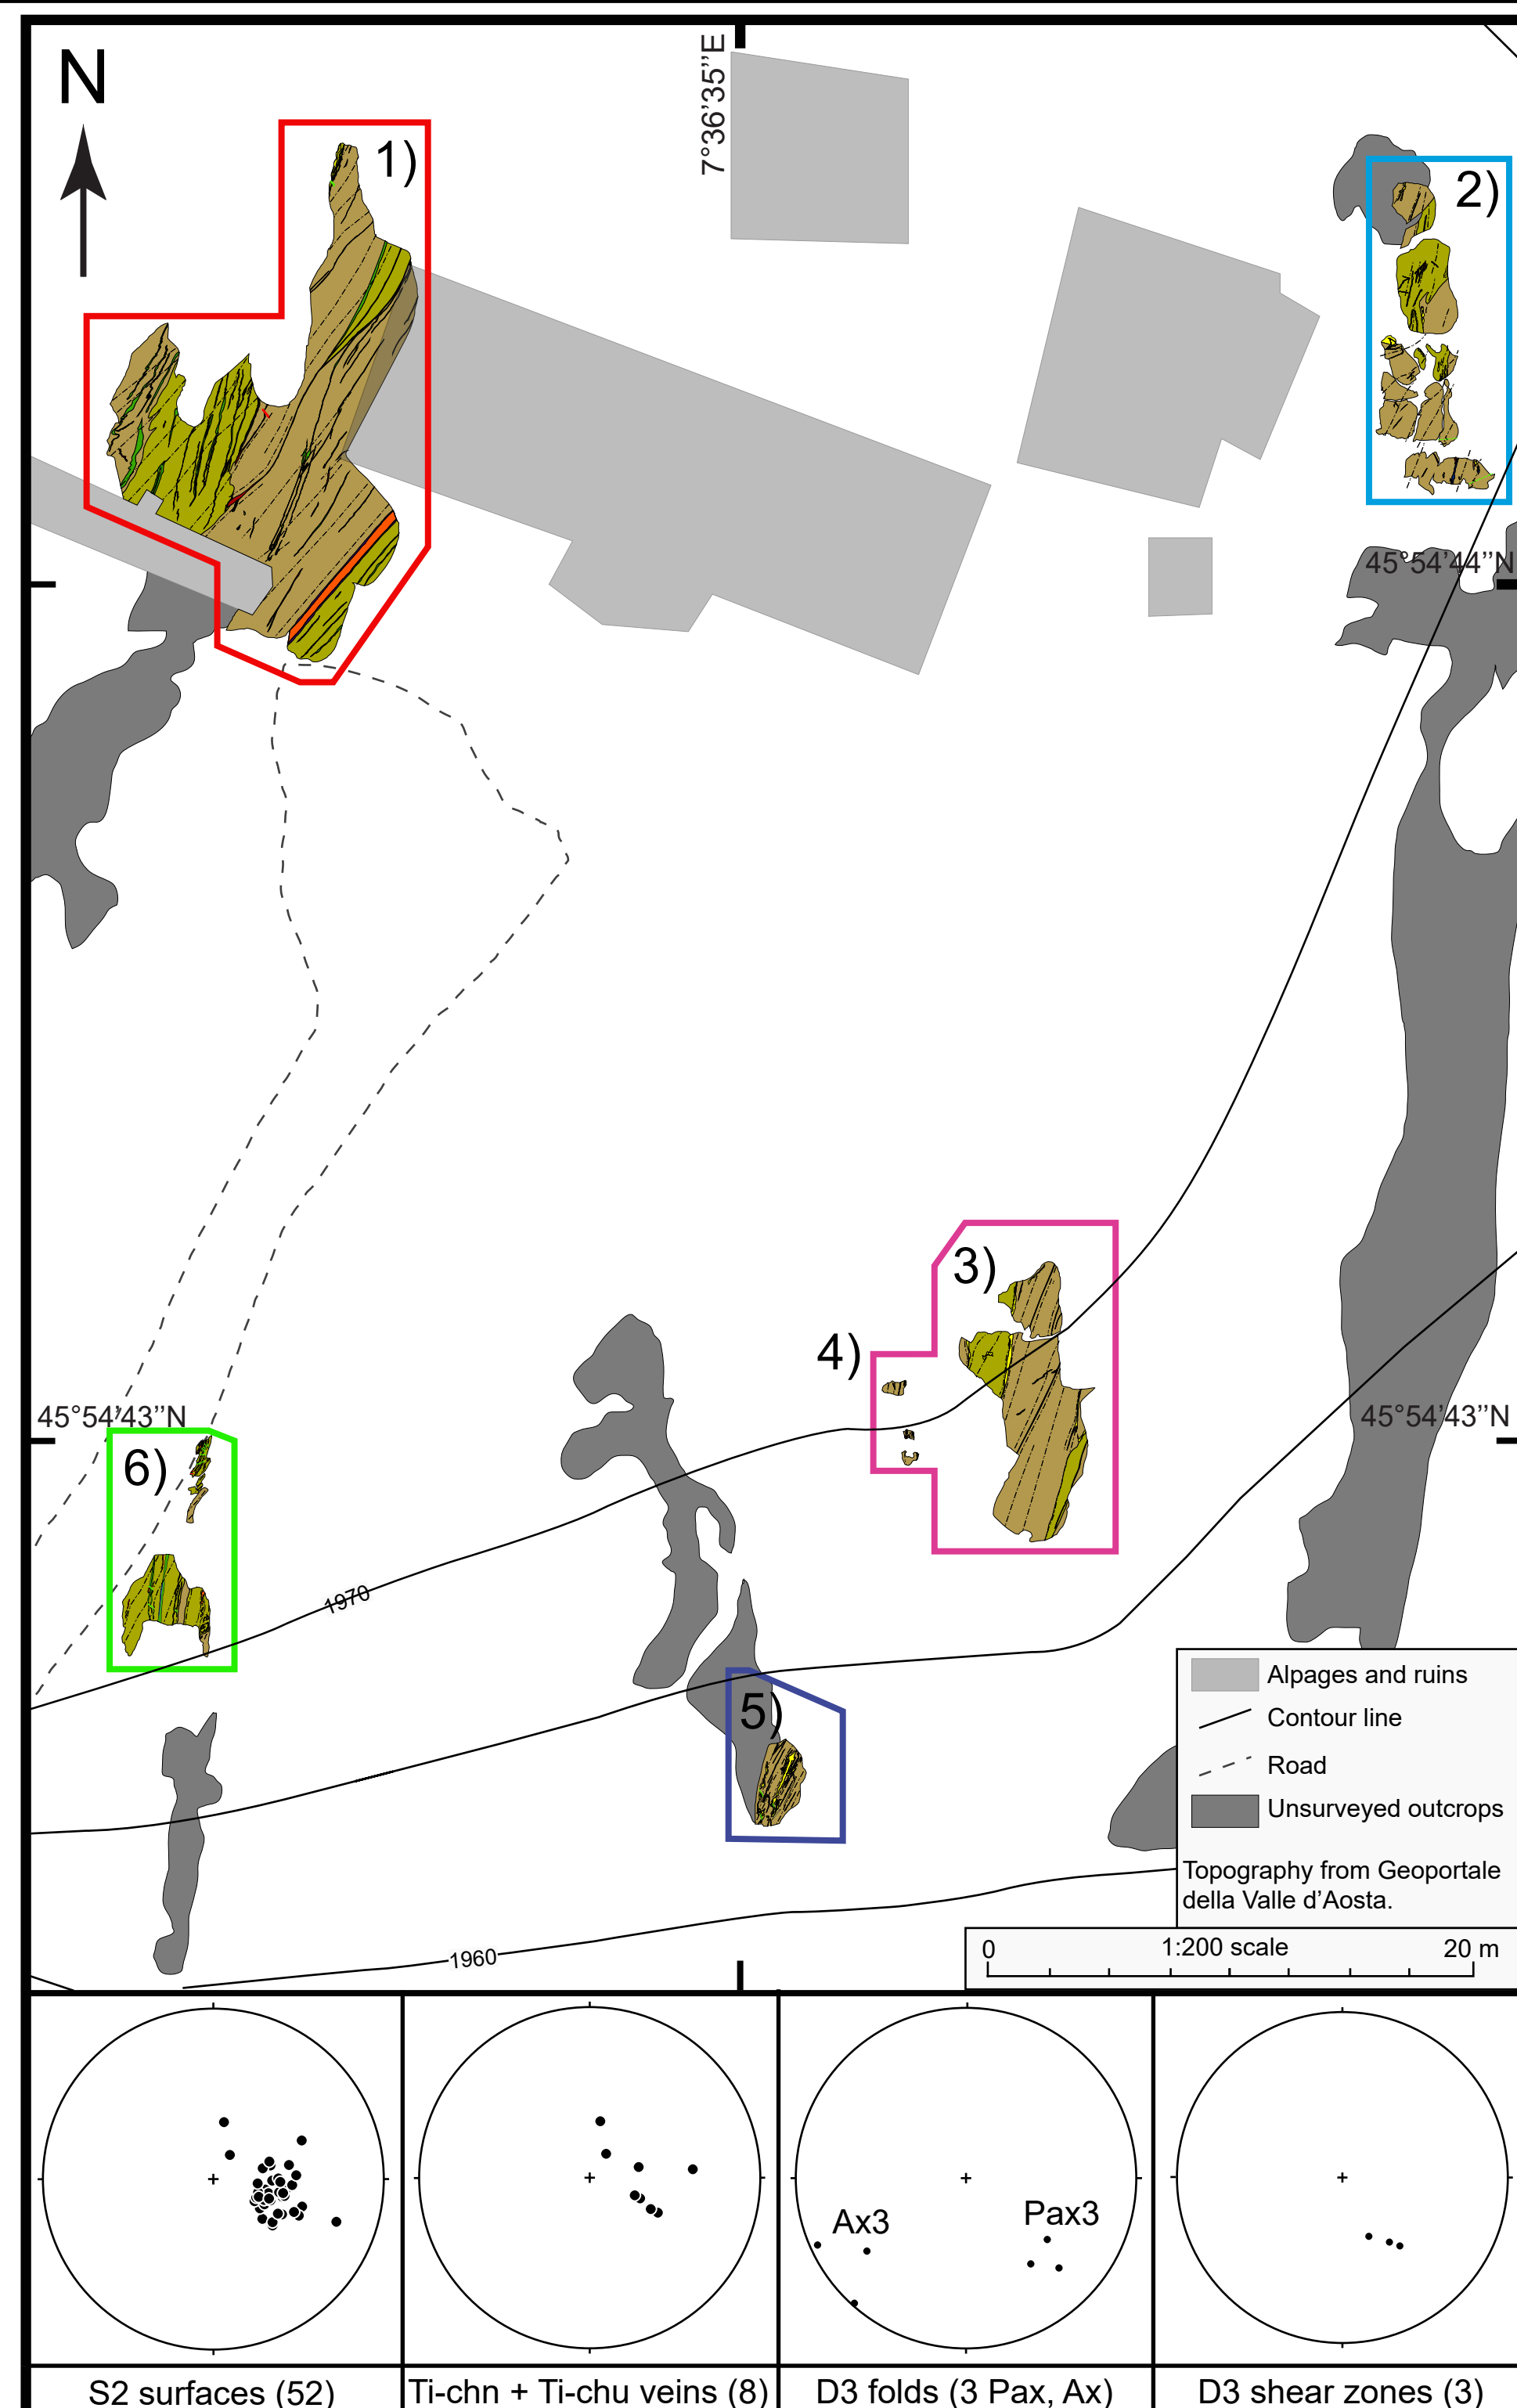 N
7°36'35’’E
1)
2)
45°54'44’’N
3)
4)
45°54'43’’N
45°54'43’’N
6)
1970
5)
Alpages and ruins
Contour line
Road
Unsurveyed outcrops
Topography from Geoportale
della Valle d’Aosta.
1960
0 1:200 scale 20 m
Ax3
Pax3
S2 surfaces (52)
Ti-chn + Ti-chu veins (8)
D3 folds (3 Pax, Ax)
D3 shear zones (3)